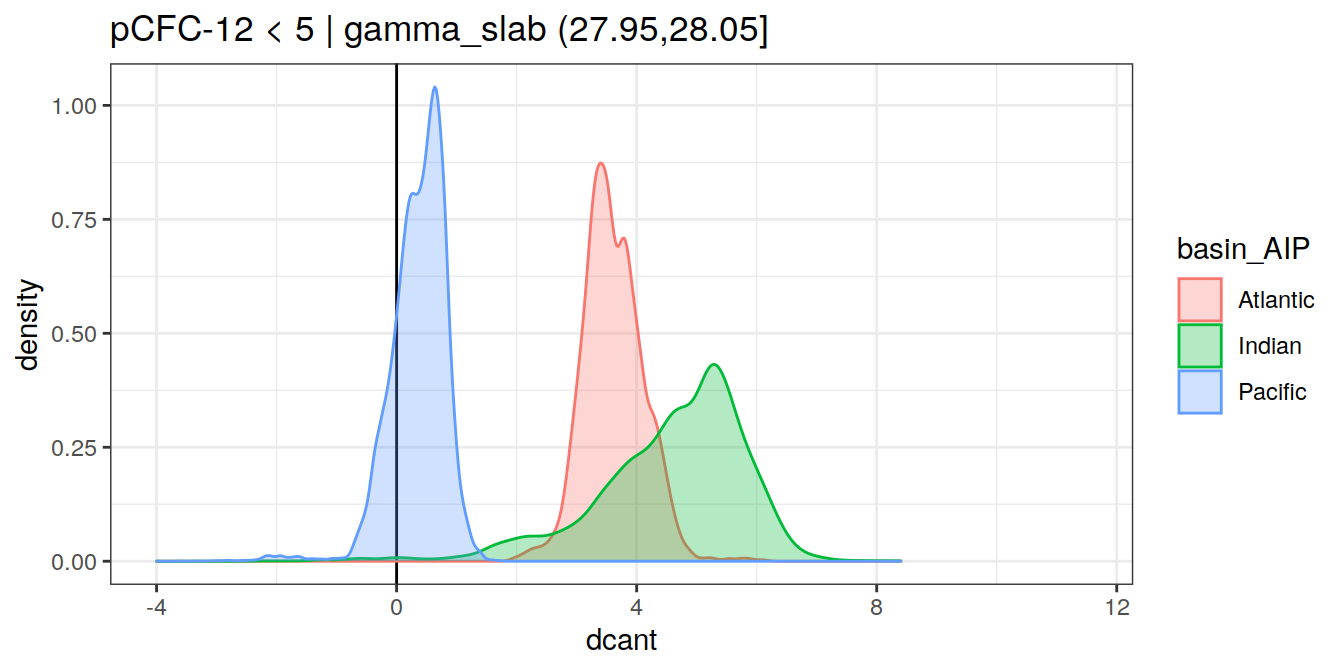 pCFC-12 < 5 | gamma_slab (27.95,28.05]
1.00
0.75
0.50
0.25
0.00
density
-4 0 4 8 12
dcant
basin_AIP
Atlantic
Indian
Pacific